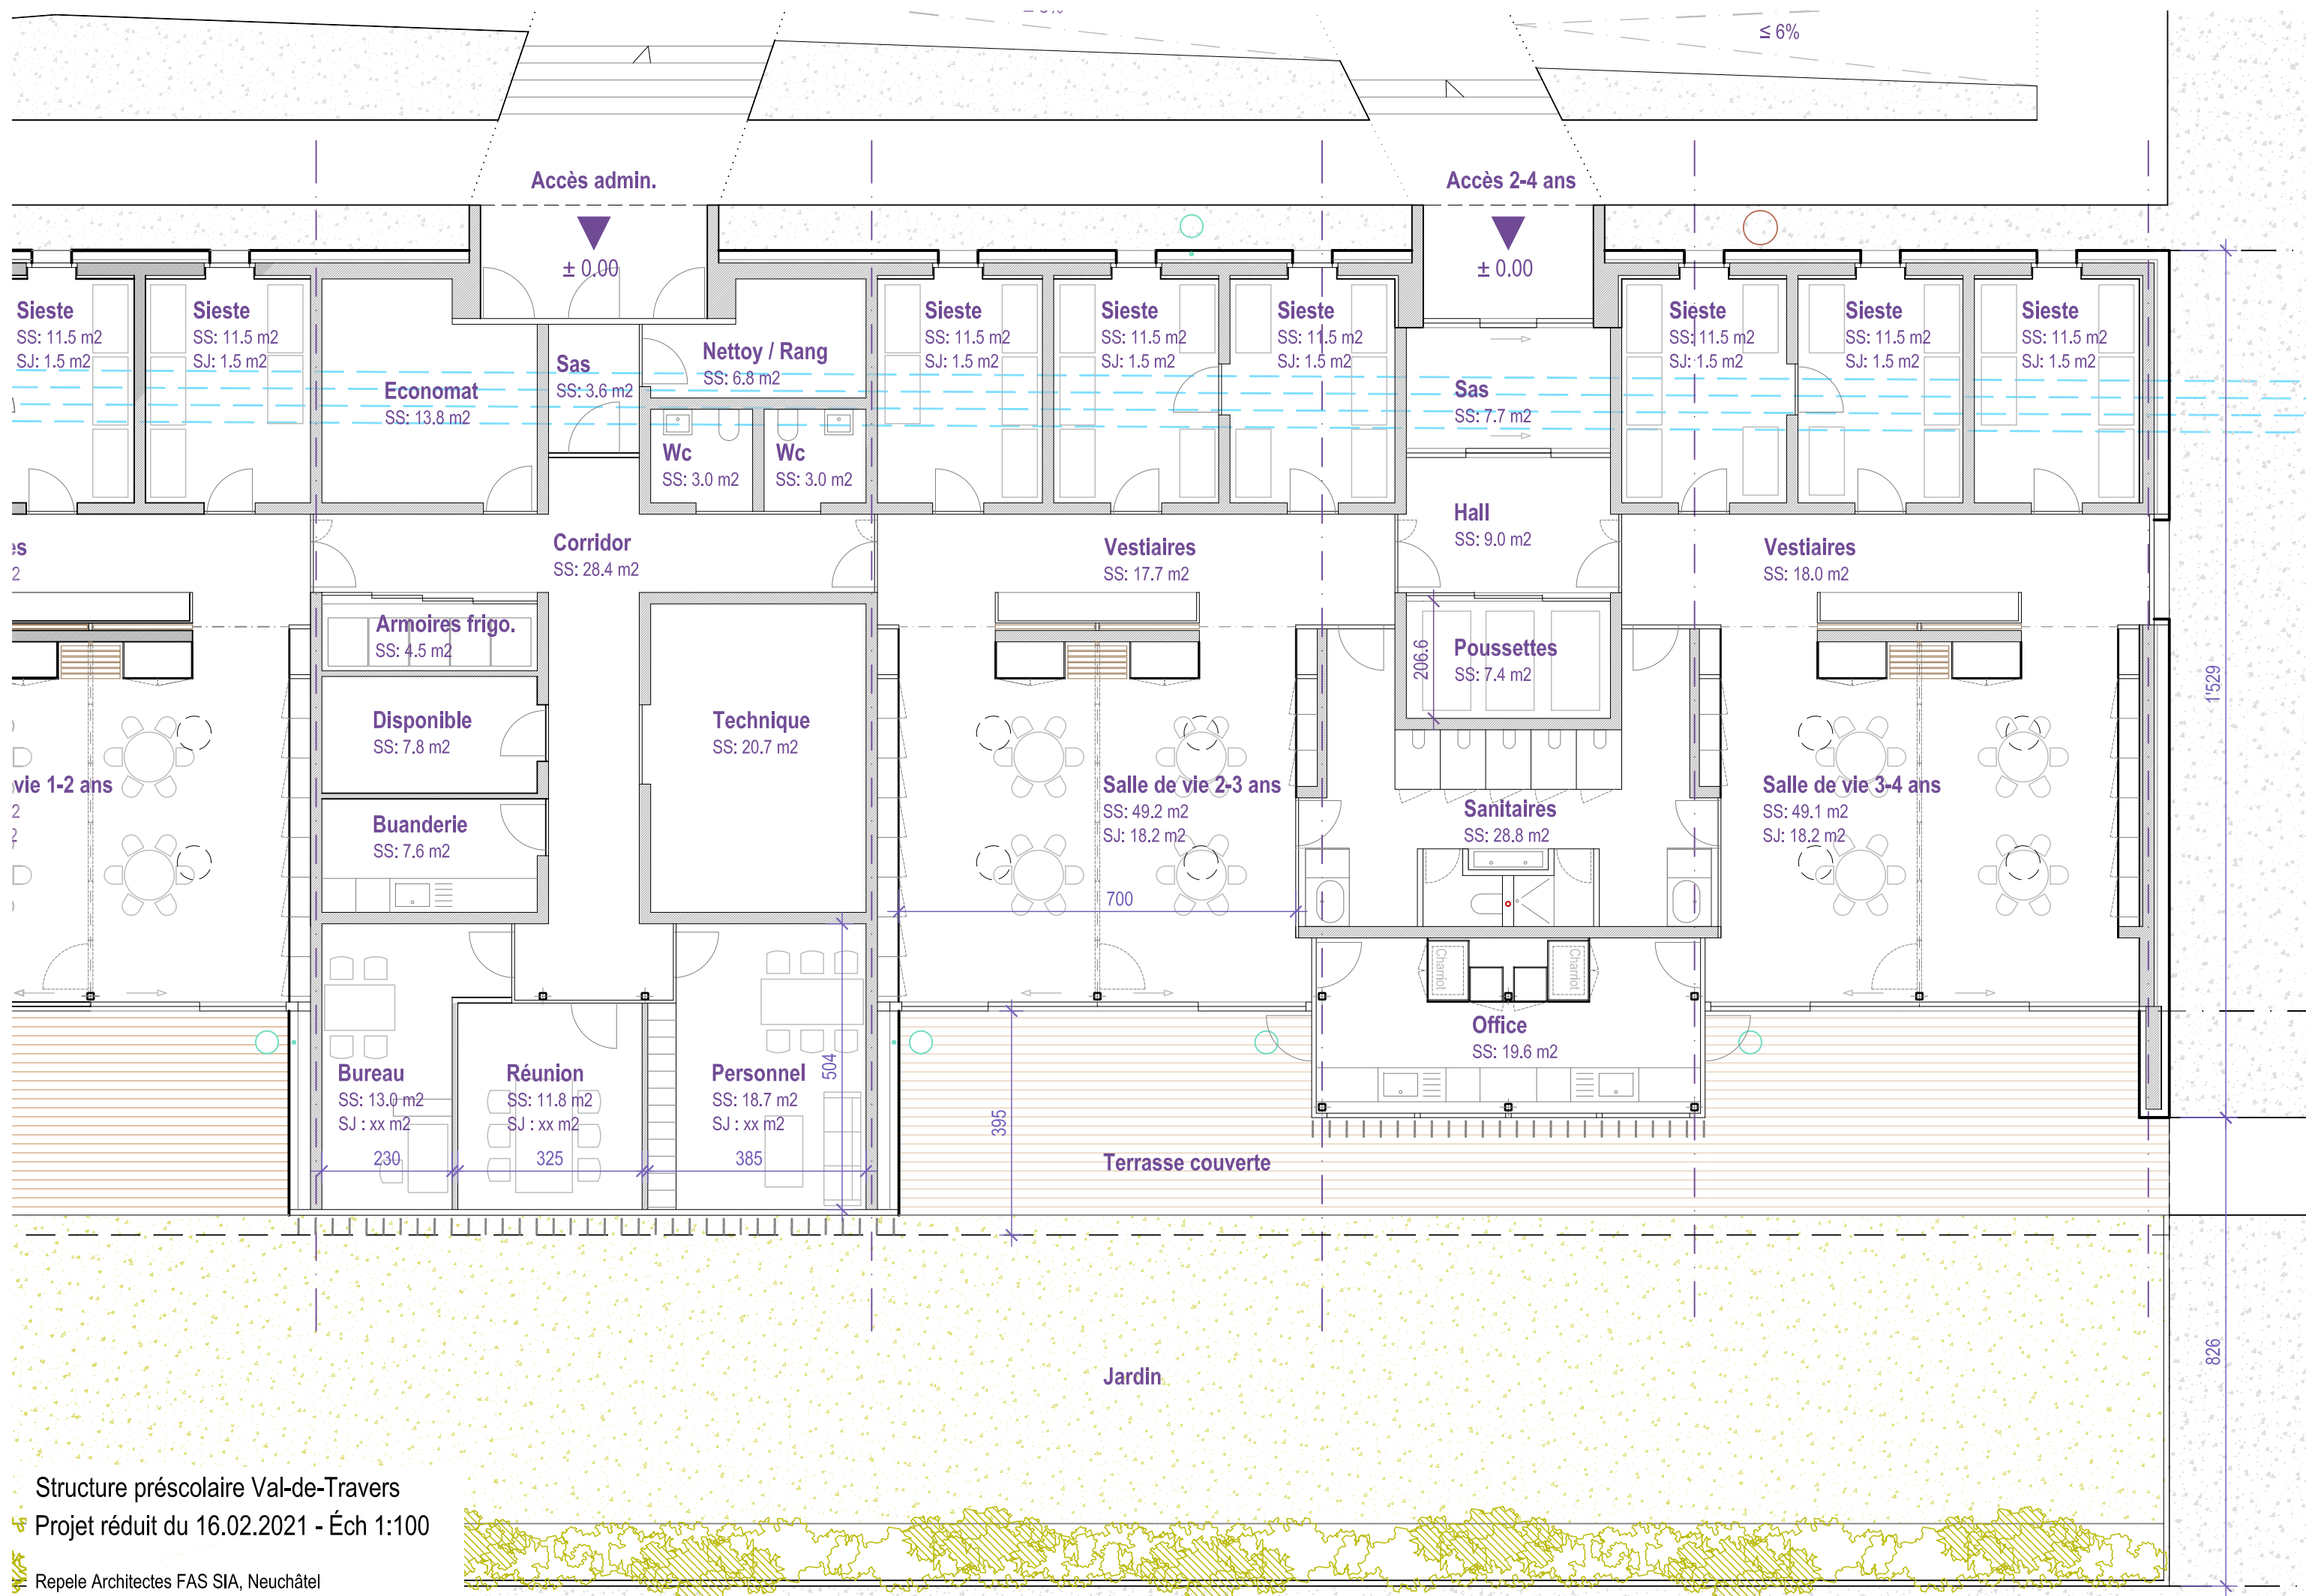 ≤ 6%
Accès admin.
± 0.00
Accès 2-4 ans
± 0.00
Sieste
SS: 11.5 m2
SJ: 1.5 m2
Sieste
SS: 11.5 m2
SJ: 1.5 m2
Economat
SS: 13.8 m2
Sas
SS: 3.6 m2
Nettoy / Rang
SS: 6.8 m2
Wc
SS: 3.0 m2
Wc
SS: 3.0 m2
Sieste
SS: 11.5 m2
SJ: 1.5 m2
Sieste
SS: 11.5 m2
SJ: 1.5 m2
Sieste
SS: 11.5 m2
SJ: 1.5 m2
Sas
SS: 7.7 m2
Sieste
SS: 11.5 m2
SJ: 1.5 m2
Sieste
SS: 11.5 m2
SJ: 1.5 m2
Sieste
SS: 11.5 m2
SJ: 1.5 m2
es
2
Corridor
SS: 28.4 m2
Vestiaires
SS: 17.7 m2
Hall
SS: 9.0 m2
Vestiaires
SS: 18.0 m2
Armoires frigo.
SS: 4.5 m2
Poussettes
SS: 7.4 m2
206.6
1'529
Disponible
SS: 7.8 m2
Technique
SS: 20.7 m2
vie 1-2 ans
2
2
Buanderie
SS: 7.6 m2
Salle de vie 2-3 ans
SS: 49.2 m2
SJ: 18.2 m2
Sanitaires
SS: 28.8 m2
Salle de vie 3-4 ans
SS: 49.1 m2
SJ: 18.2 m2
700
Charriot
Charriot
Office
SS: 19.6 m2
Bureau
SS: 13.0 m2
SJ : xx m2
Réunion
SS: 11.8 m2
SJ : xx m2
Personnel
SS: 18.7 m2
SJ : xx m2
504
395
230
325
385
Terrasse couverte
Jardin
826
Structure préscolaire Val-de-Travers
Projet réduit du 16.02.2021 - Éch 1:100
Repele Architectes FAS SIA, Neuchâtel